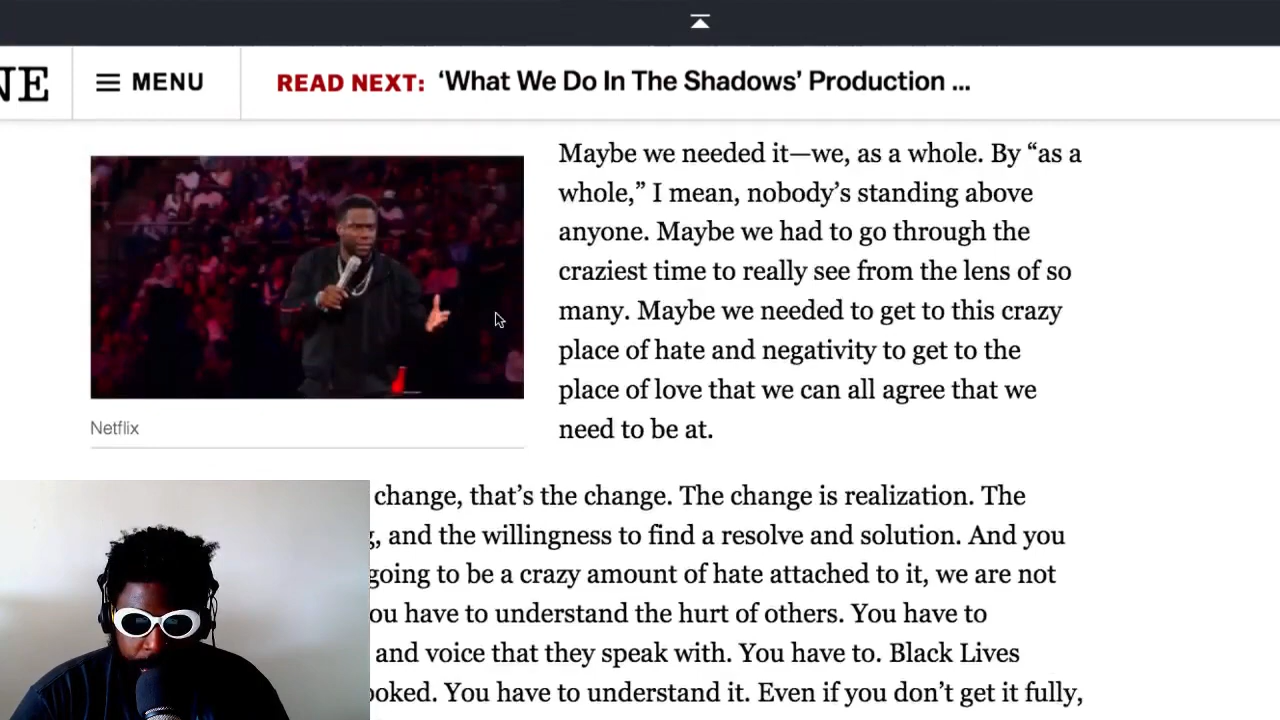 NE
MENU
READ NEXT: ‘What We Do In The Shadows’ Production ...
Maybe we needed it—we, as a whole. By “as a
whole,” I mean, nobody’s standing above
anyone. Maybe we had to go through the
craziest time to really see from the lens of so
many. Maybe we needed to get to this crazy
place of hate and negativity to get to the
place of love that we can all agree that we
need to be at.
Netflix
change, that’s the change. The change is realization. The
and the willingness to find a resolve and solution. And you
going to be a crazy amount of hate attached to it, we are not
ou have to understand the hurt of others. You have to
and voice that they speak with. You have to. Black Lives
ooked. You have to understand it. Even if you don’t get it fully,